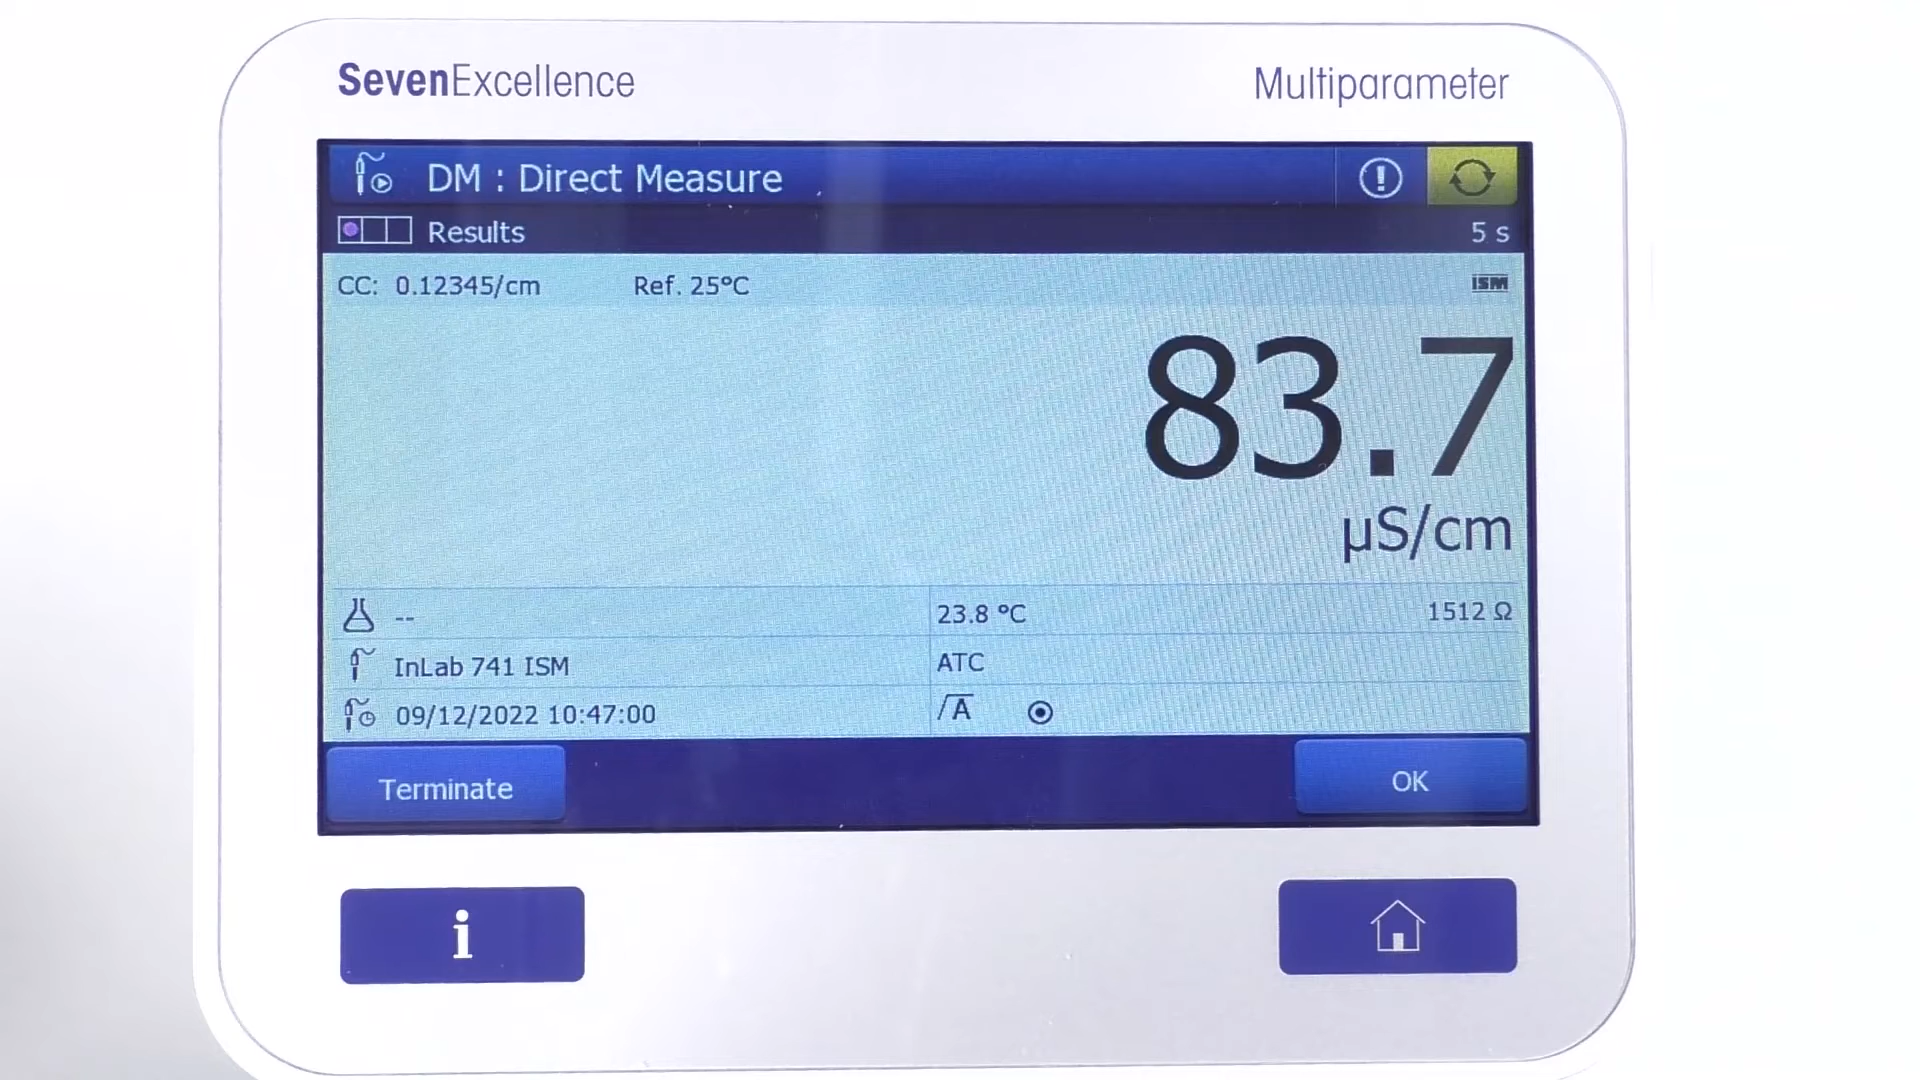 SevenExcellence
Multiparameter
DM : Direct Measure
Results
5 s
CC: 0.12345/cm
Ref. 25°C
ISM
83.7
µS/cm
--
23.8 °C
1512 Ω
InLab 741 ISM
ATC
09/12/2022 10:47:00
/A
Terminate
OK
i